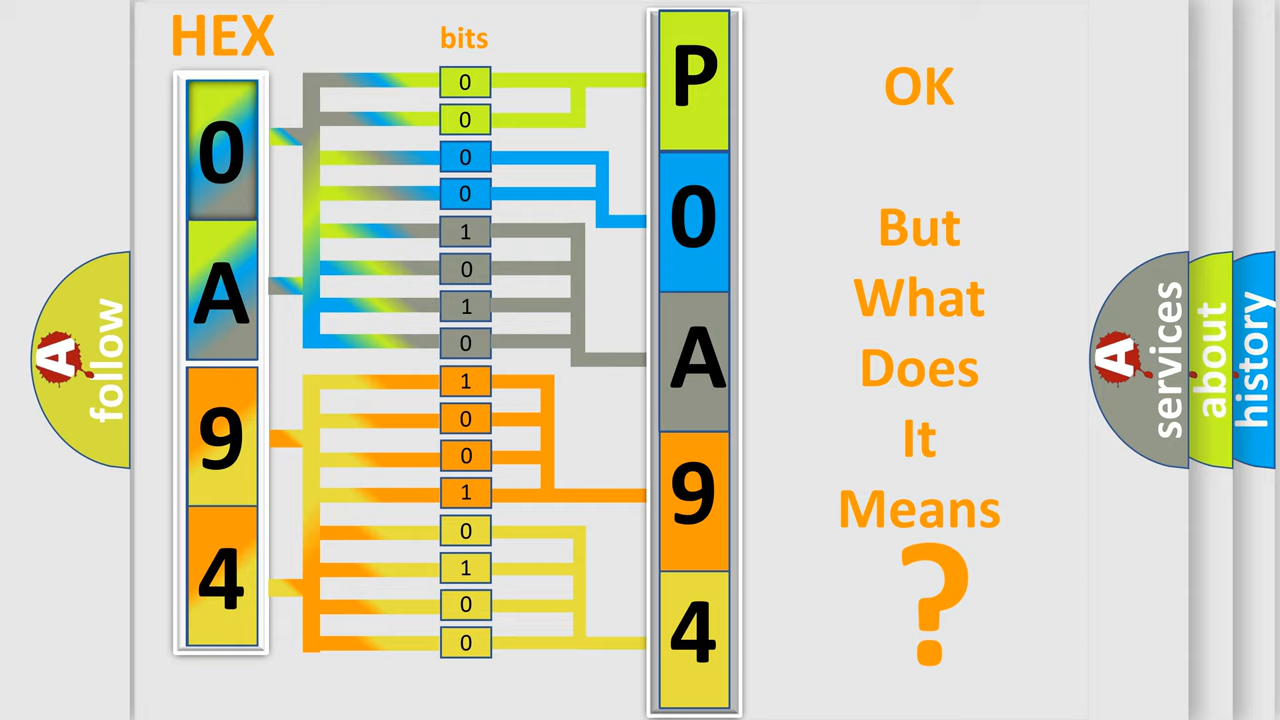 HEX
bits
0
A
9
4
0
0
0
0
1
0
1
0
1
0
0
1
0
1
0
0
P
0
A
9
4
OK
But
What
Does
It
Means
?
A
follow
A
services
about
history